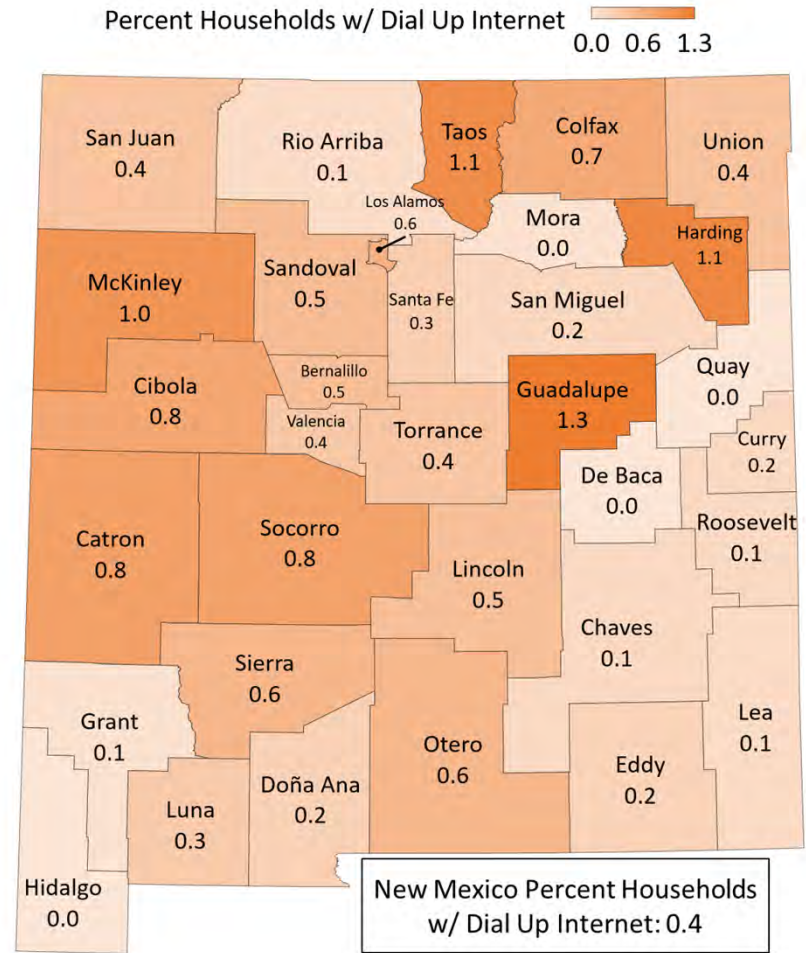 Percent Households w/ Dial Up Internet
0.0 0.6 1.3
San Juan
0.4
Rio Arriba
0.1
Taos
1.1
Colfax
0.7
Union
0.4
Los Alamos
0.6
Mora
0.0
Harding
1.1
McKinley
1.0
Sandoval
0.5
Santa Fe
0.3
San Miguel
0.2
Quay
0.0
Cibola
0.8
Bernalillo
0.5
Guadalupe
1.3
Valencia
0.4
Torrance
0.4
Curry
0.2
De Baca
0.0
Roosevelt
0.1
Catron
0.8
Socorro
0.8
Lincoln
0.5
Chaves
0.1
Sierra
0.6
Grant
0.1
Otero
0.6
Lea
0.1
Doña Ana
0.2
Eddy
0.2
Luna
0.3
Hidalgo
0.0
New Mexico Percent Households
w/ Dial Up Internet: 0.4